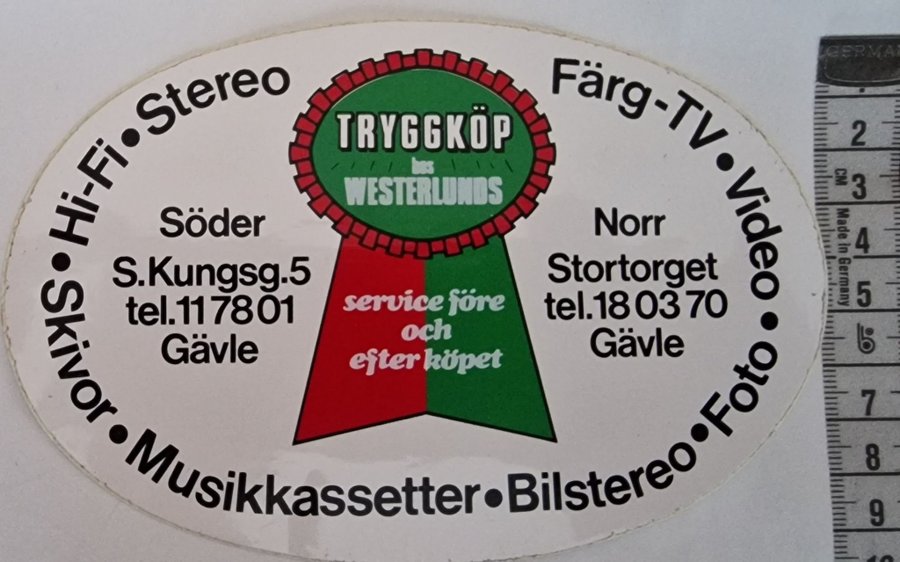 Skivor • Hi-Fi • Stereo
Färg-TV • Video • Foto •
Musikkassetter • Bilstereo
TRYGGKÖP
hos
WESTERLUNDS
service före
och
efter köpet
Söder
S.Kungsg.5
tel.117801
Gävle
Norr
Stortorget
tel.180370
Gävle
GERMA
2
CM
3
Made in Germany
4
5
6
7
8
9
10